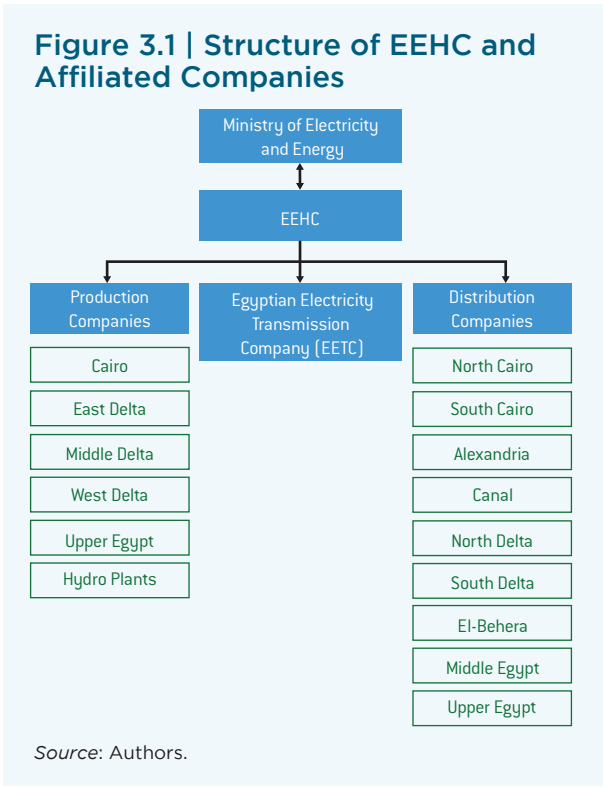 Figure 3.1 | Structure of EEHC and
Affiliated Companies
Ministry of Electricity
and Energy
EEHC
Production
Companies
Egyptian Electricity
Transmission
Company (EETC)
Distribution
Companies
Cairo
East Delta
Middle Delta
West Delta
Upper Egypt
Hydro Plants
North Cairo
South Cairo
Alexandria
Canal
North Delta
South Delta
El-Behera
Middle Egypt
Upper Egypt
Source: Authors.